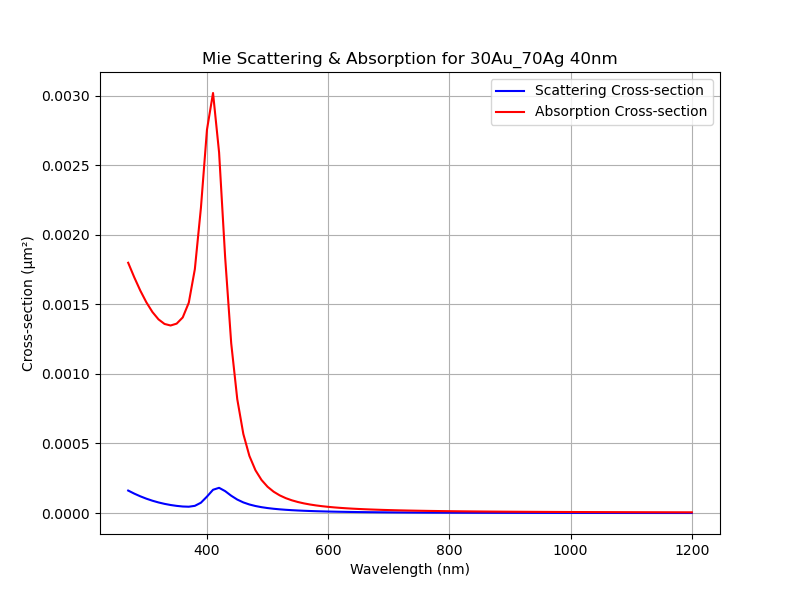 Mie Scattering & Absorption for 30Au_70Ag 40nm
Scattering Cross-section
Absorption Cross-section
Cross-section (μm²)
0.0030
0.0025
0.0020
0.0015
0.0010
0.0005
0.0000
400 600 800 1000 1200
Wavelength (nm)